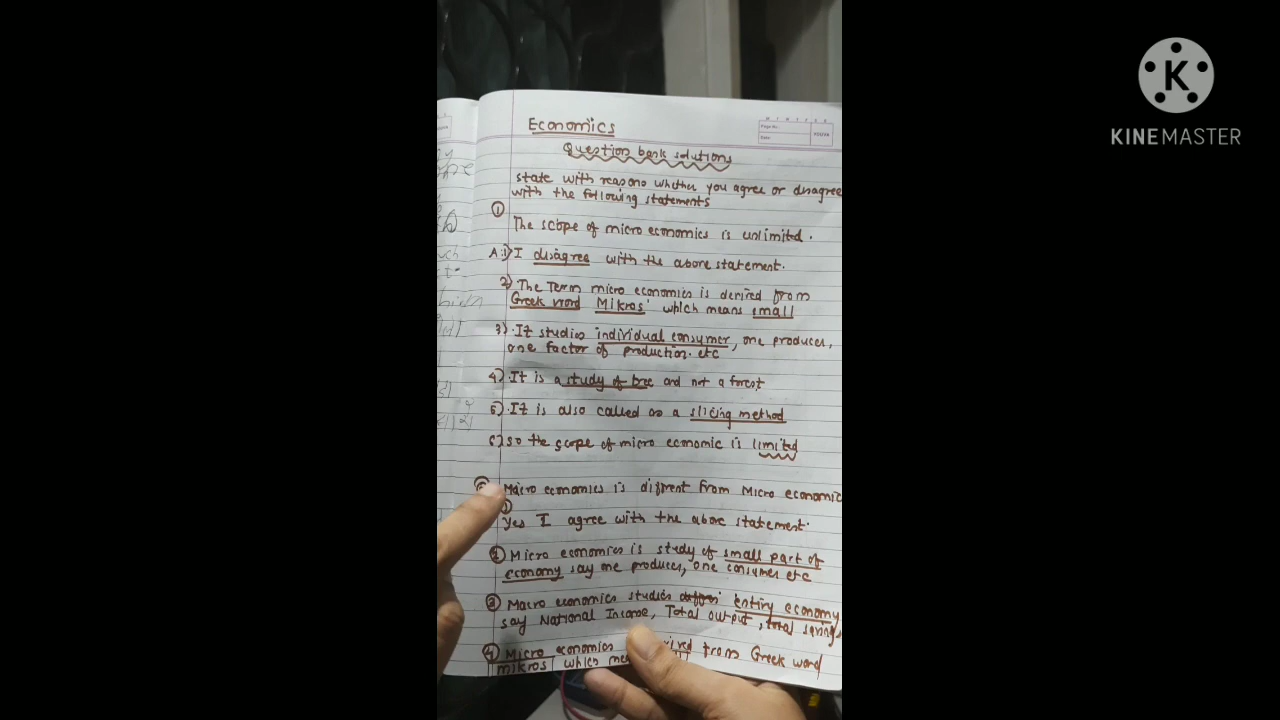 KINEMASTER
Economics
Question bank solutions
state with reasons whether you agree or disagree
with the following statements
①
The scope of micro economics is unlimited.
A:1) I disagree with the above statement.
2) The Term micro economics is derived from
Greek word 'Mikros' which means small
3) It studies individual consumer, one producer,
one factor of production. etc
4) It is a study of tree and not a forest
5) It is also called as a slicing method
6) so the scope of micro economic is limited
Macro economics is different from Micro economic
①
Yes I agree with the above statement.
② Micro economics is study of small part of
economy say one producer, one consumer etc
③ Macro economics studies entiry economy
say National Income, Total output, total saving,
④ Micro economics from Greek word
'mikros' which